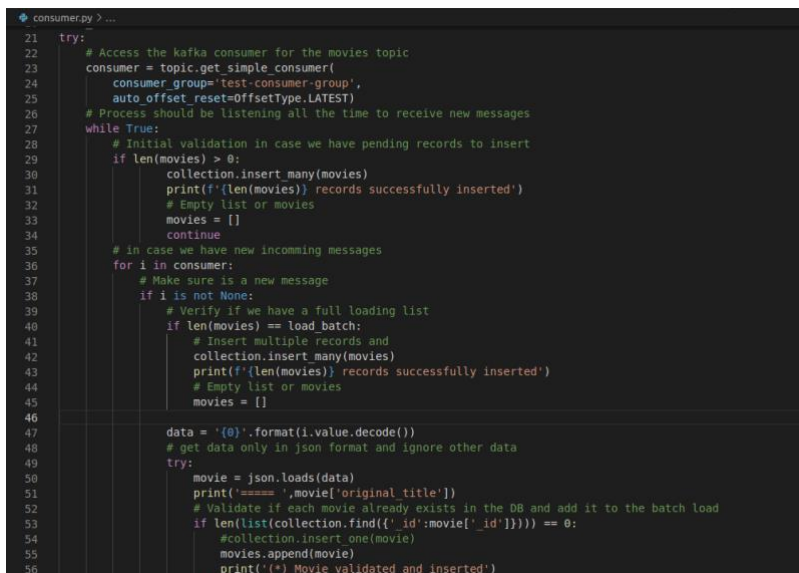 consumer.py > ...
21 try:
22 # Access the kafka consumer for the movies topic
23 consumer = topic.get_simple_consumer(
24 consumer_group='test-consumer-group',
25 auto_offset_reset=OffsetType.LATEST)
26 # Process should be listening all the time to receive new messages
27 while True:
28 # Initial validation in case we have pending records to insert
29 if len(movies) > 0:
30 collection.insert_many(movies)
31 print(f'{len(movies)} records successfully inserted')
32 # Empty list or movies
33 movies = []
34 continue
35 # in case we have new incomming messages
36 for i in consumer:
37 # Make sure is a new message
38 if i is not None:
39 # Verify if we have a full loading list
40 if len(movies) == load_batch:
41 # Insert multiple records and
42 collection.insert_many(movies)
43 print(f'{len(movies)} records successfully inserted')
44 # Empty list or movies
45 movies = []
46
47 data = '{0}'.format(i.value.decode())
48 # get data only in json format and ignore other data
49 try:
50 movie = json.loads(data)
51 print('===== ',movie['original_title'])
52 # Validate if each movie already exists in the DB and add it to the batch load
53 if len(list(collection.find({'_id':movie['_id']}))) == 0:
54 #collection.insert_one(movie)
55 movies.append(movie)
56 print('(*) Movie validated and inserted')